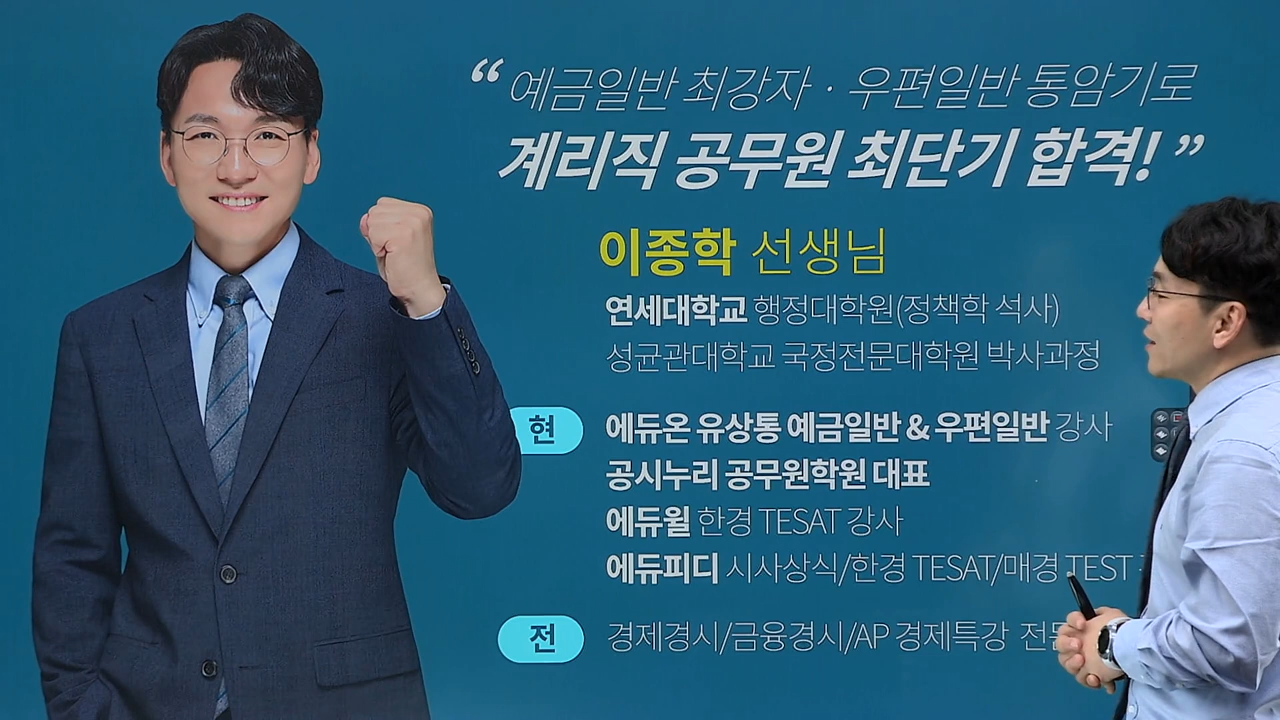 “ 예금일반 최강자 · 우편일반 통암기로
계리직 공무원 최단기 합격! ”
이종학 선생님
연세대학교 행정대학원(정책학 석사)
성균관대학교 국정전문대학원 박사과정
현 에듀온 유상통 예금일반 & 우편일반 강사
공시누리 공무원학원 대표
에듀윌 한경 TESAT 강사
에듀피디 시사상식/한경 TESAT/매경 TEST
전 경제경시/금융경시/AP 경제특강